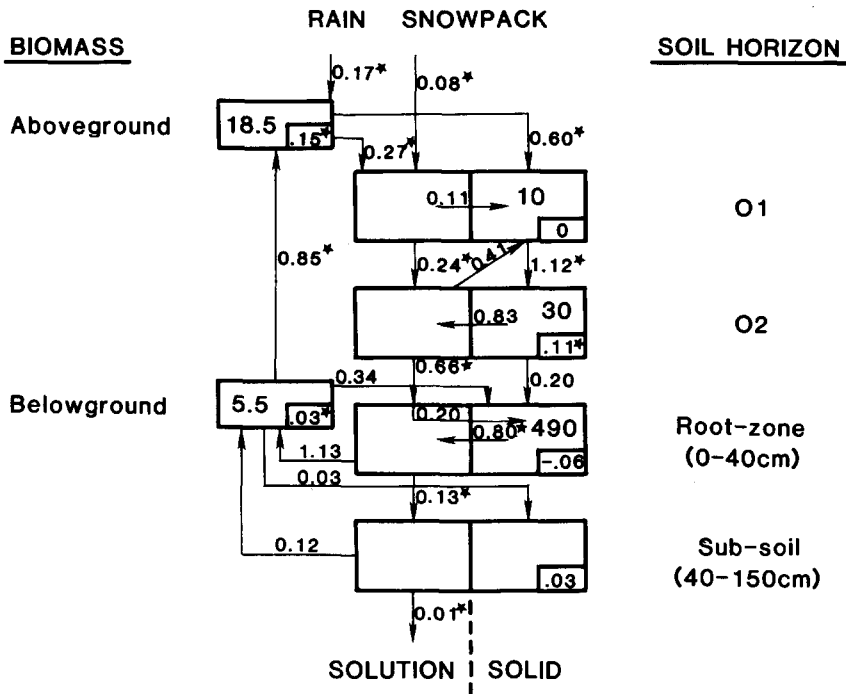 RAIN SNOWPACK
BIOMASS
SOIL HORIZON
0.17*
0.08*
Aboveground
18.5
.15*
0.27*
0.60*
0.11
10
0
O1
0.85*
0.24*
0.41
1.12*
0.83
30
.11*
O2
0.66*
0.20
0.34
Belowground
5.5
.03*
0.20
0.80*
490
-.06
Root-zone
(0-40cm)
1.13
0.03
0.13*
0.12
.03
Sub-soil
(40-150cm)
0.01*
SOLUTION SOLID